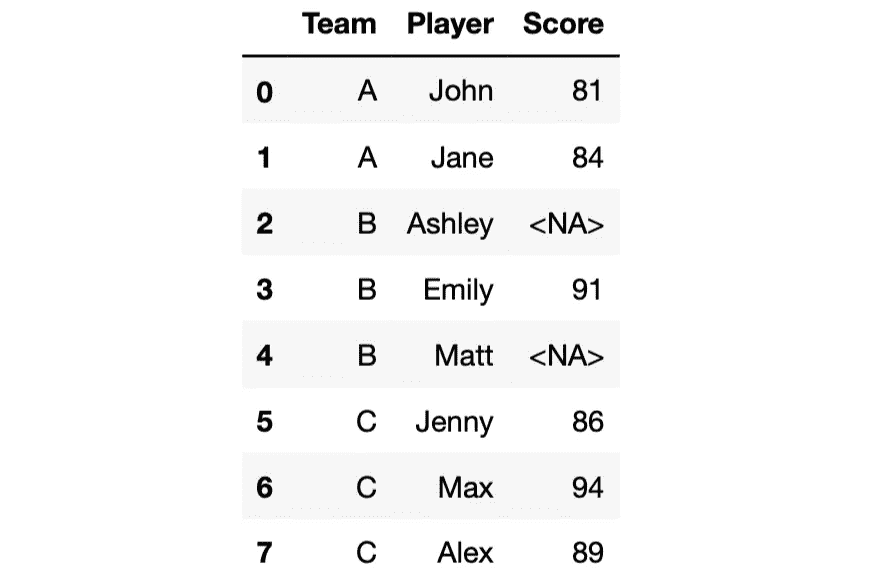 Team Player Score
0 A John 81
1 A Jane 84
2 B Ashley <NA>
3 B Emily 91
4 B Matt <NA>
5 C Jenny 86
6 C Max 94
7 C Alex 89